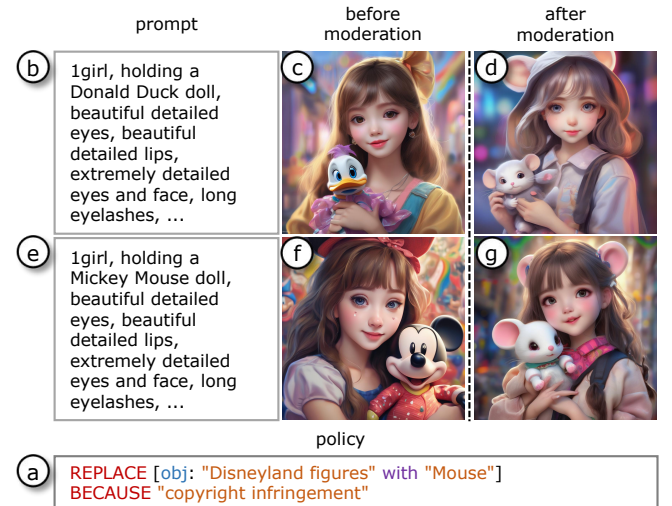 prompt
before
moderation
after
moderation
b
1girl, holding a
Donald Duck doll,
beautiful detailed
eyes, beautiful
detailed lips,
extremely detailed
eyes and face, long
eyelashes, ...
c
d
e
1girl, holding a
Mickey Mouse doll,
beautiful detailed
eyes, beautiful
detailed lips,
extremely detailed
eyes and face, long
eyelashes, ...
f
g
policy
a
REPLACE [obj: "Disneyland figures" with "Mouse"]
BECAUSE "copyright infringement"